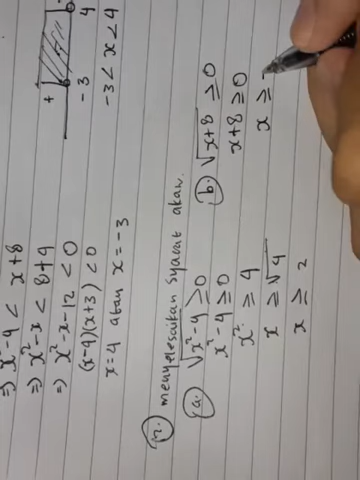 ⇒ x² - 4 < x + 8
⇒ x² - x < 8 + 4
⇒ x² - x - 12 < 0
(x-4)(x+3) < 0
x = 4 atau x = -3
+
-3 4
-3 < x < 4
menyelesaikan syarat akar.
(a.) √x² - 4 ≥ 0
x² - 4 ≥ 0
x² ≥ 4
x ≥ √4
x ≥ 2
(b.) √x+8 ≥ 0
x+8 ≥ 0
x ≥ -